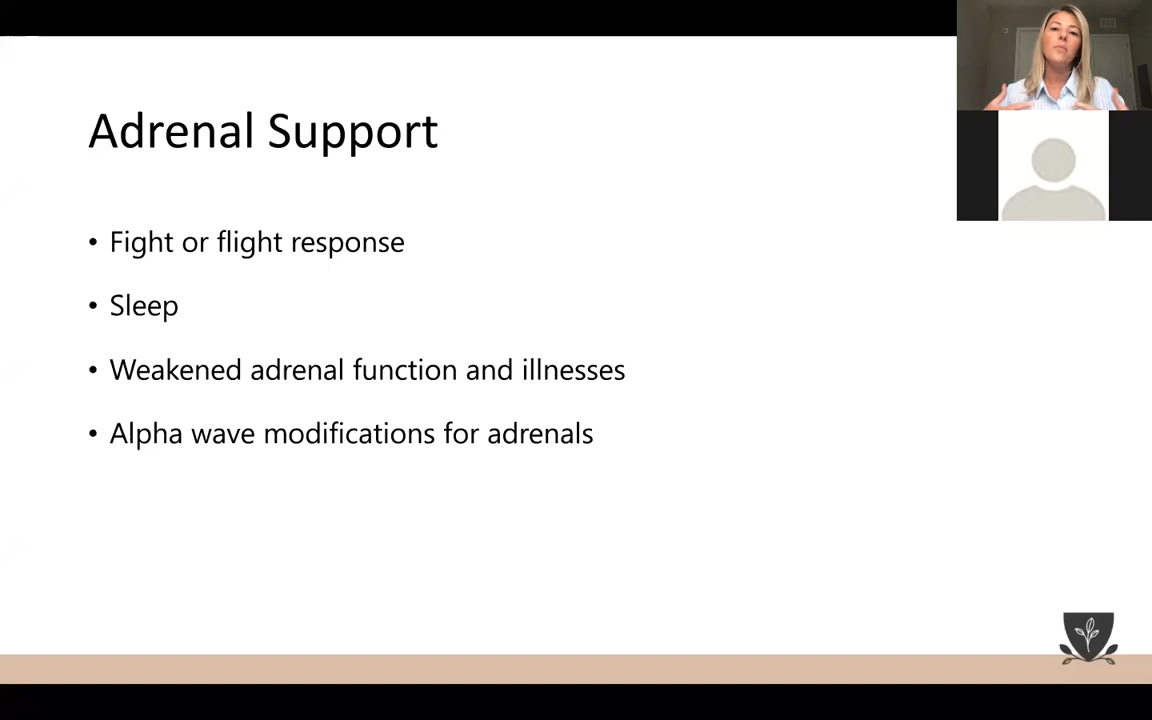 Adrenal Support
• Fight or flight response
• Sleep
• Weakened adrenal function and illnesses
• Alpha wave modifications for adrenals